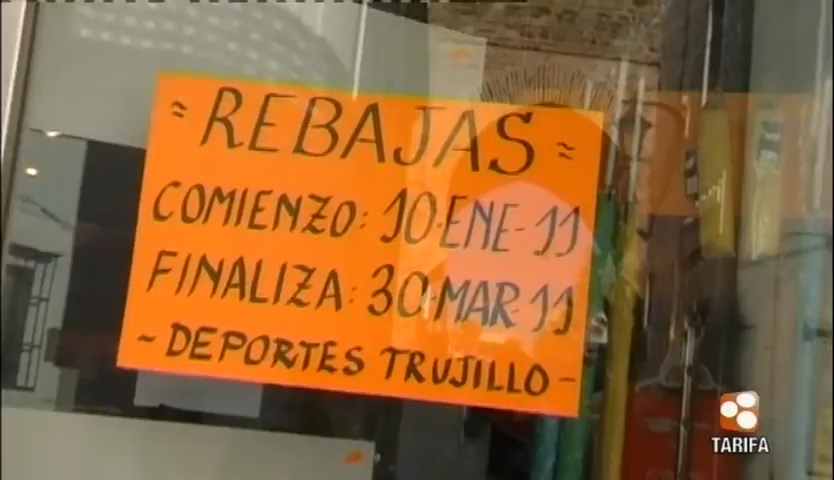 ≈ REBAJAS ≈
COMIENZO: 10·ENE-11
FINALIZA: 30·MAR-11
~ DEPORTES TRUJILLO -
TARIFA